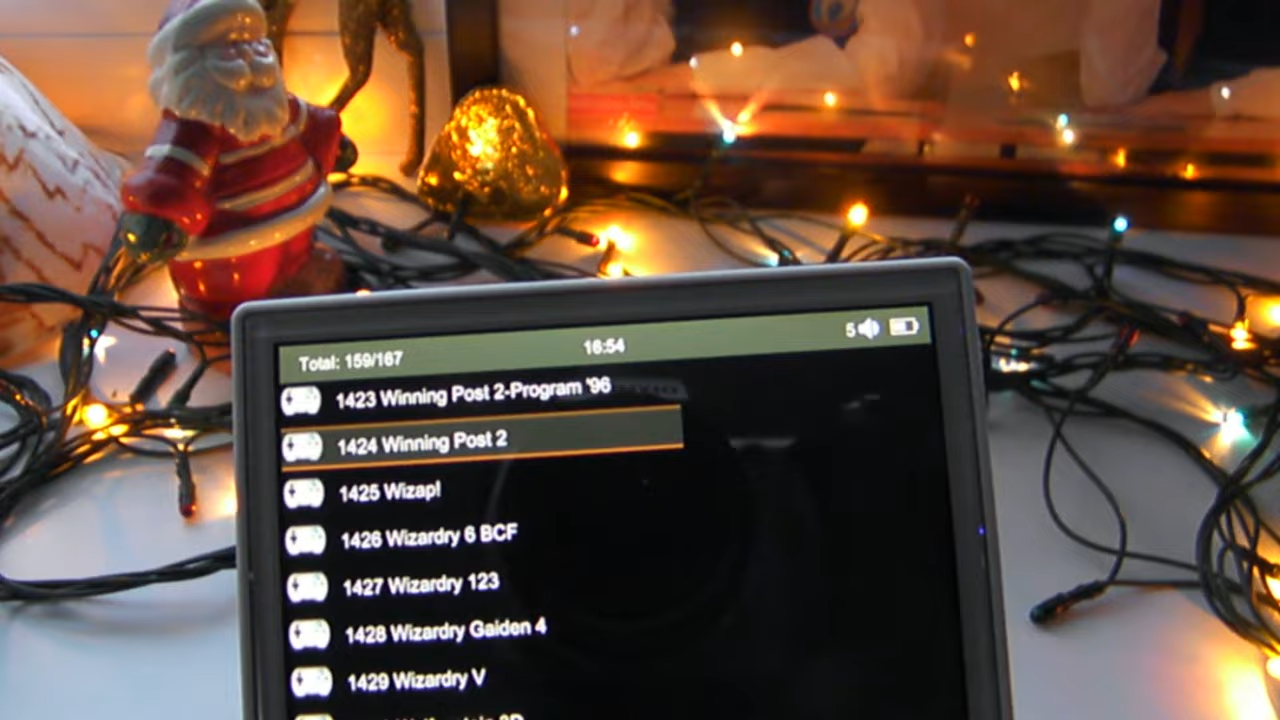 Total: 159/167 16:54 5
1423 Winning Post 2-Program '96
1424 Winning Post 2
1425 Wizap!
1426 Wizardry 6 BCF
1427 Wizardry 123
1428 Wizardry Gaiden 4
1429 Wizardry V